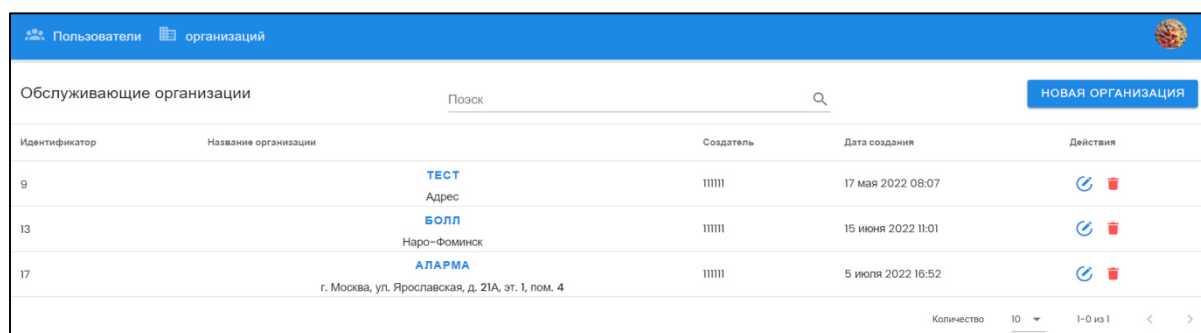 Пользователи организаций
Обслуживающие организации Поэск НОВАЯ ОРГАНИЗАЦИЯ
Идентификатор Название организации Создатель Дата создания Действия
9 ТЕСТ 111111 17 мая 2022 08:07
Адрес
13 БОЛЛ 111111 15 июня 2022 11:01
Наро-Фоминск
17 АЛАРМА 111111 5 июля 2022 16:52
г. Москва, ул. Ярославская, д. 21А, эт. 1, пом. 4
Количество 10 1-0 из 1